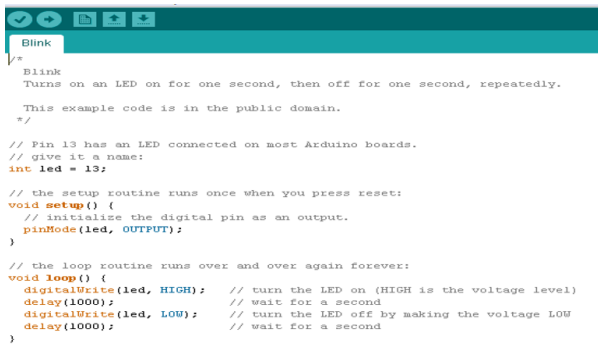 Blink
/*
  Blink
  Turns on an LED on for one second, then off for one second, repeatedly.

  This example code is in the public domain.
 */

// Pin 13 has an LED connected on most Arduino boards.
// give it a name:
int led = 13;

// the setup routine runs once when you press reset:
void setup() {
  // initialize the digital pin as an output.
  pinMode(led, OUTPUT);
}

// the loop routine runs over and over again forever:
void loop() {
  digitalWrite(led, HIGH);   // turn the LED on (HIGH is the voltage level)
  delay(1000);               // wait for a second
  digitalWrite(led, LOW);    // turn the LED off by making the voltage LOW
  delay(1000);               // wait for a second
}